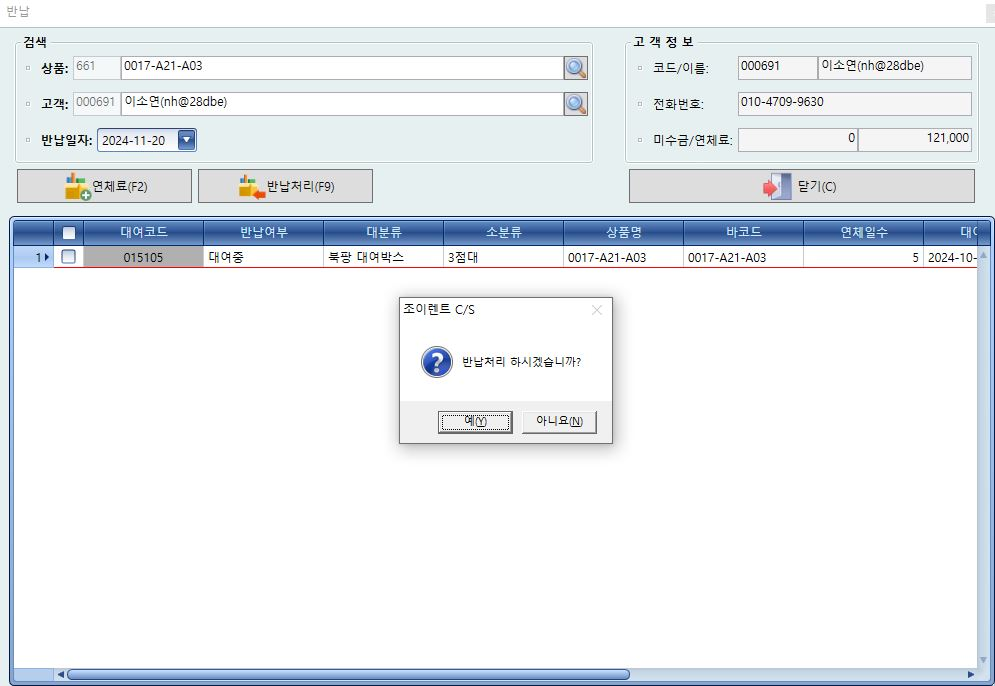 반납
검색
상품: 661 0017-A21-A03
고객: 000691 이소연(nh@28dbe)
반납일자: 2024-11-20
고 객 정 보
코드/이름: 000691 이소연(nh@28dbe)
전화번호: 010-4709-9630
미수금/연체료: 0 121,000
연체료(F2) 반납처리(F9) 닫기(C)
대여코드 반납여부 대분류 소분류 상품명 바코드 연체일수 대여
1 015105 대여중 북팡 대여박스 3점대 0017-A21-A03 0017-A21-A03 5 2024-10-
조이렌트 C/S
반납처리 하시겠습니까?
예(Y) 아니요(N)